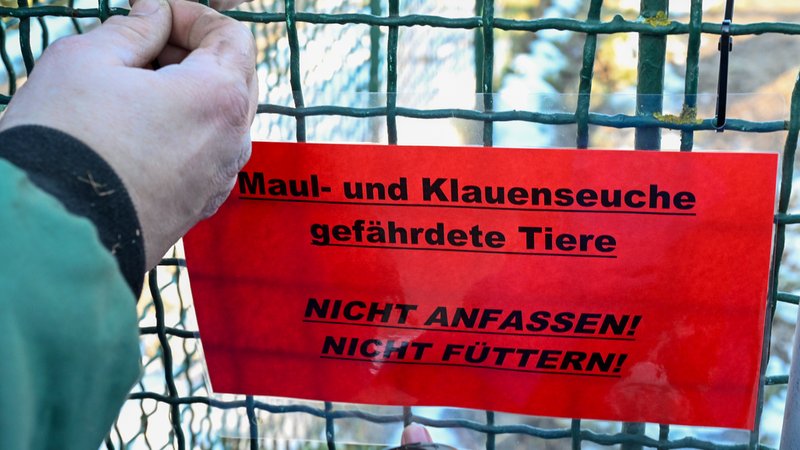 Maul- und Klauenseuche
gefährdete Tiere
NICHT ANFASSEN!
NICHT FÜTTERN!